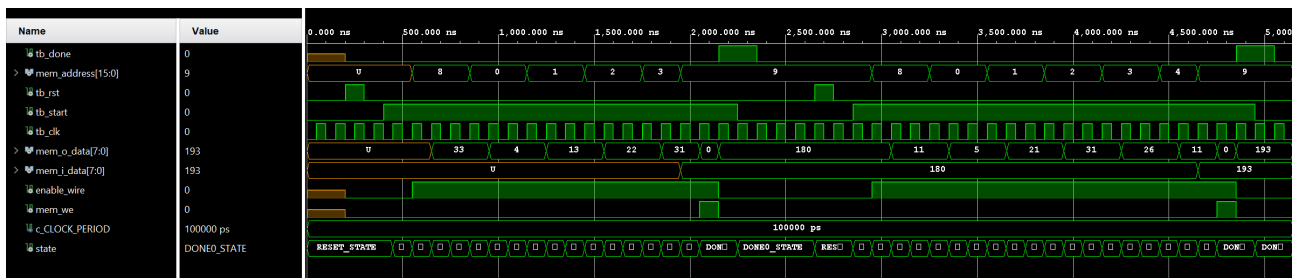 Name Value 0.000 ns 500.000 ns 1,000.000 ns 1,500.000 ns 2,000.000 ns 2,500.000 ns 3,000.000 ns 3,500.000 ns 4,000.000 ns 4,500.000 ns 5,000
tb_done 0
mem_address[15:0] 9 U 8 0 1 2 3 9 8 0 1 2 3 4 9
tb_rst 0
tb_start 0
tb_clk 0
mem_o_data[7:0] 193 U 33 4 13 22 31 0 180 11 5 21 31 26 11 0 193
mem_i_data[7:0] 193 U 180 193
enable_wire 0
mem_we 0
c_CLOCK_PERIOD 100000 ps 100000 ps
state DONE0_STATE RESET_STATE DON DONE0_STATE RES DON DON